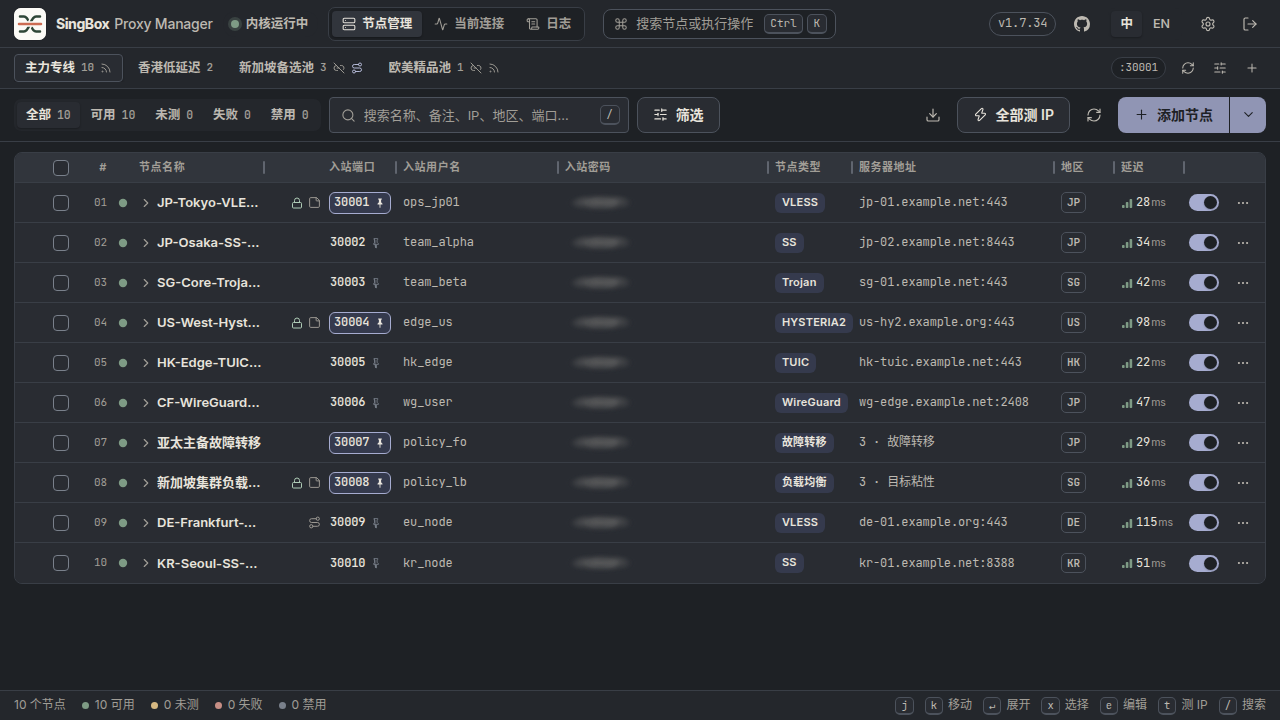 SingBox Proxy Manager 内核运行中 节点管理 当前连接 日志 搜索节点或执行操作 Ctrl K v1.7.34 中 EN
主力专线 10 香港低延迟 2 新加坡备选池 3 欧美精品池 1 :30001
全部 10 可用 10 未测 0 失败 0 禁用 0 搜索名称、备注、IP、地区、端口... / 筛选 全部测 IP 添加节点
# 节点名称 入站端口 入站用户名 入站密码 节点类型 服务器地址 地区 延迟
01 JP-Tokyo-VLE... 30001 ops_jp01 VLESS jp-01.example.net:443 JP 28ms
02 JP-Osaka-SS-... 30002 team_alpha SS jp-02.example.net:8443 JP 34ms
03 SG-Core-Troja... 30003 team_beta Trojan sg-01.example.net:443 SG 42ms
04 US-West-Hyst... 30004 edge_us HYSTERIA2 us-hy2.example.org:443 US 98ms
05 HK-Edge-TUIC... 30005 hk_edge TUIC hk-tuic.example.net:443 HK 22ms
06 CF-WireGuard... 30006 wg_user WireGuard wg-edge.example.net:2408 JP 47ms
07 亚太主备故障转移 30007 policy_fo 故障转移 3 · 故障转移 JP 29ms
08 新加坡集群负载... 30008 policy_lb 负载均衡 3 · 目标粘性 SG 36ms
09 DE-Frankfurt-... 30009 eu_node VLESS de-01.example.org:443 DE 115ms
10 KR-Seoul-SS-... 30010 kr_node SS kr-01.example.net:8388 KR 51ms
10 个节点 10 可用 0 未测 0 失败 0 禁用 j k 移动 ↵ 展开 x 选择 e 编辑 t 测 IP / 搜索